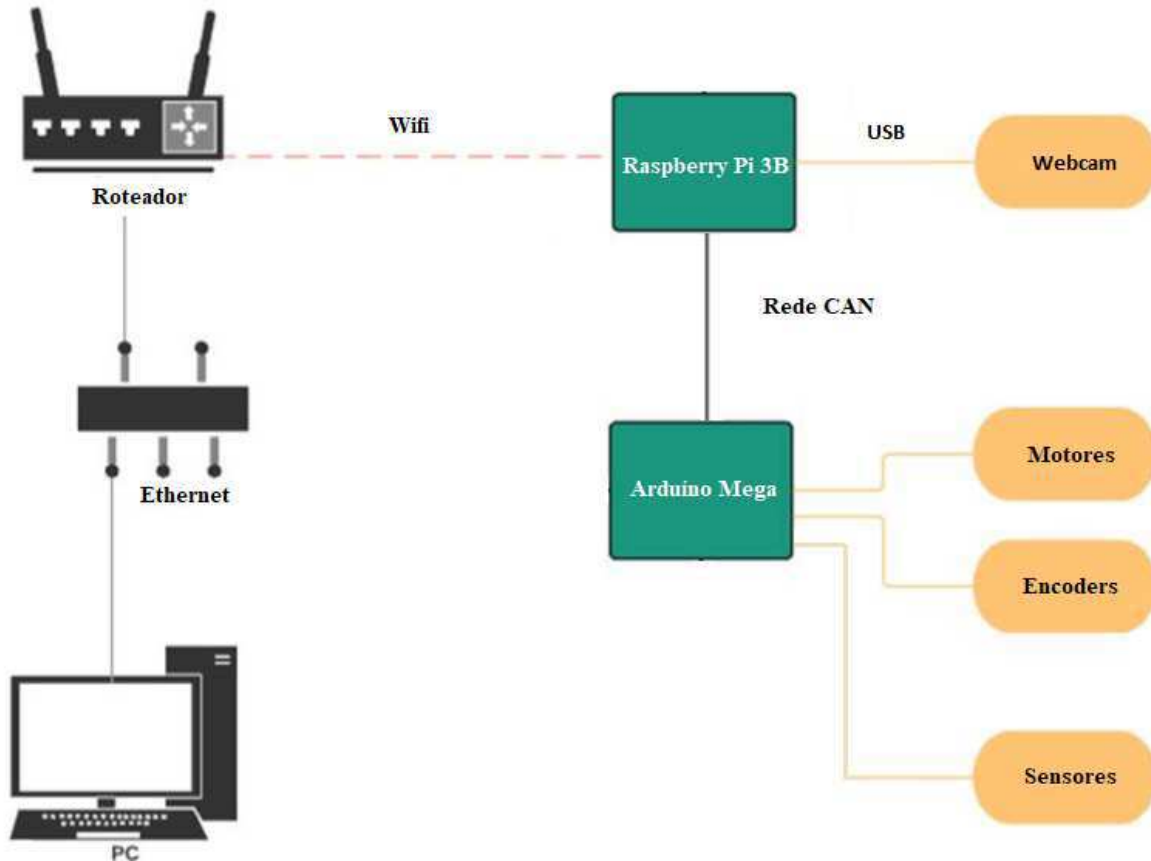 Wifi
USB
Raspberry Pi 3B
Webcam
Roteador
Rede CAN
Motores
Arduino Mega
Ethernet
Encoders
Sensores
PC